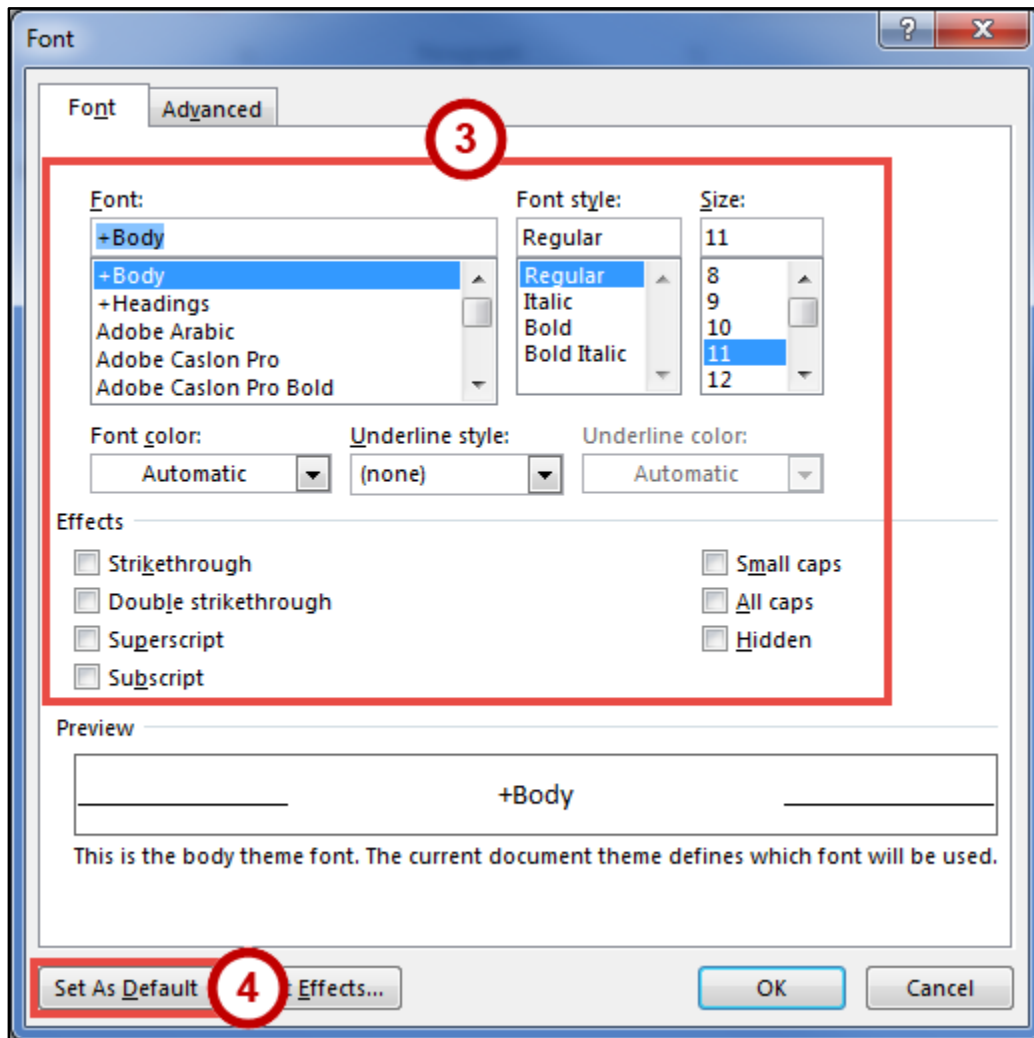 Font
Font Advanced
3
Font: Font style: Size:
+Body Regular 11
+Body Regular 8
+Headings Italic 9
Adobe Arabic Bold 10
Adobe Caslon Pro Bold Italic 11
Adobe Caslon Pro Bold 12
Font color: Underline style: Underline color:
Automatic (none) Automatic
Effects
Strikethrough Small caps
Double strikethrough All caps
Superscript Hidden
Subscript
Preview
+Body
This is the body theme font. The current document theme defines which font will be used.
Set As Default 4 Effects... OK Cancel